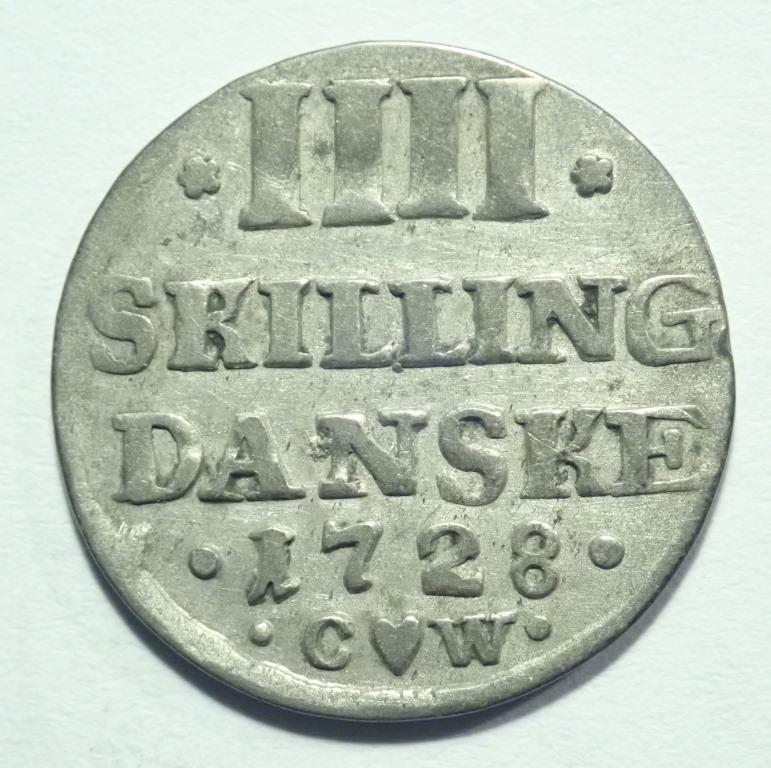 · IIII ·
SKILLING
DANSKE
· 1728 ·
· C♥W ·